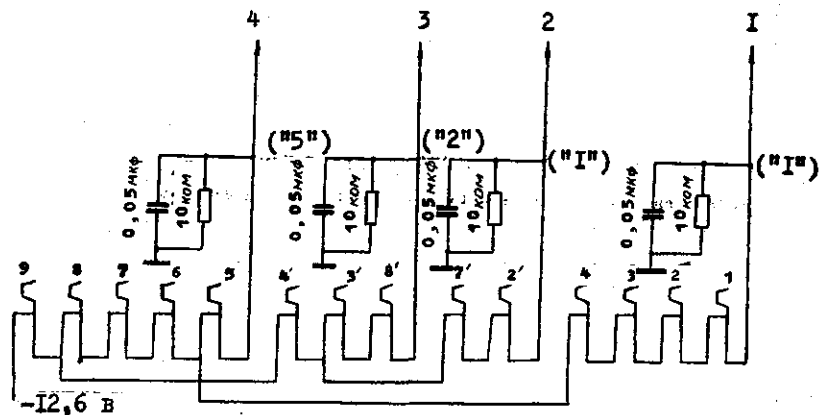 4 3 2 I
("5") ("2") ("I") ("I")
0,05мкф 10ком 0,05мкф 10ком 0,05мкф 10ком 0,05мкф 10ком
9 8 7 6 5 4' 3' 8' 7' 2' 4 3 2 1
-I2,6 в